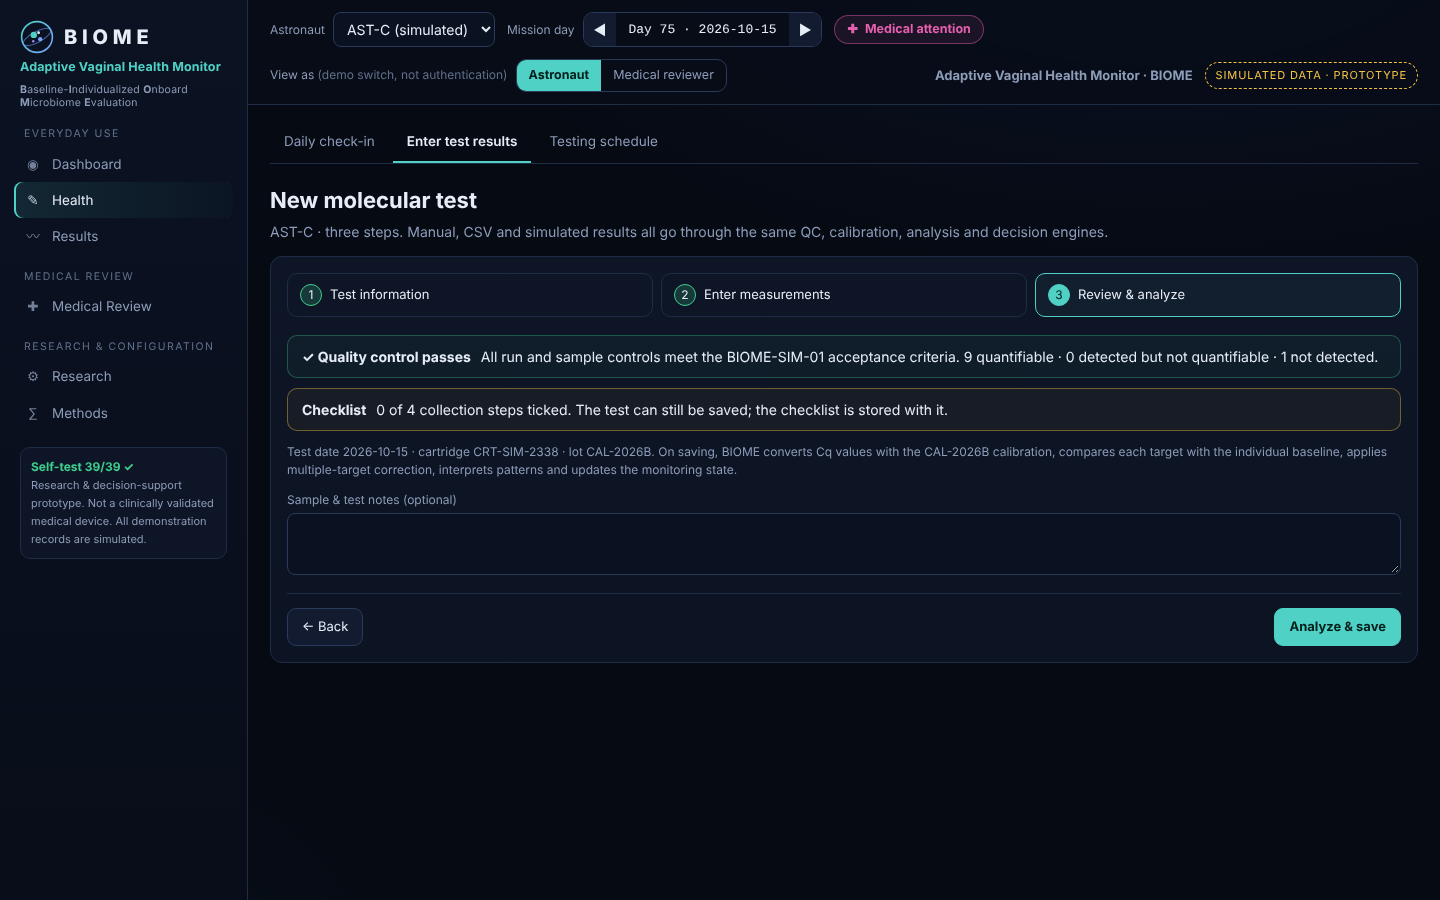 BIOME
Adaptive Vaginal Health Monitor
Baseline-Individualized Onboard
Microbiome Evaluation
EVERYDAY USE
Dashboard
Health
Results
MEDICAL REVIEW
Medical Review
RESEARCH & CONFIGURATION
Research
Methods
Self-test 39/39 ✓
Research & decision-support
prototype. Not a clinically validated
medical device. All demonstration
records are simulated.
Astronaut AST-C (simulated) Mission day ◀ Day 75 · 2026-10-15 ▶ ✚ Medical attention
View as (demo switch, not authentication) Astronaut Medical reviewer Adaptive Vaginal Health Monitor · BIOME SIMULATED DATA · PROTOTYPE
Daily check-in Enter test results Testing schedule
New molecular test
AST-C · three steps. Manual, CSV and simulated results all go through the same QC, calibration, analysis and decision engines.
1 Test information 2 Enter measurements 3 Review & analyze
✓ Quality control passes All run and sample controls meet the BIOME-SIM-01 acceptance criteria. 9 quantifiable · 0 detected but not quantifiable · 1 not detected.
Checklist 0 of 4 collection steps ticked. The test can still be saved; the checklist is stored with it.
Test date 2026-10-15 · cartridge CRT-SIM-2338 · lot CAL-2026B. On saving, BIOME converts Cq values with the CAL-2026B calibration, compares each target with the individual baseline, applies
multiple-target correction, interprets patterns and updates the monitoring state.
Sample & test notes (optional)
← Back Analyze & save